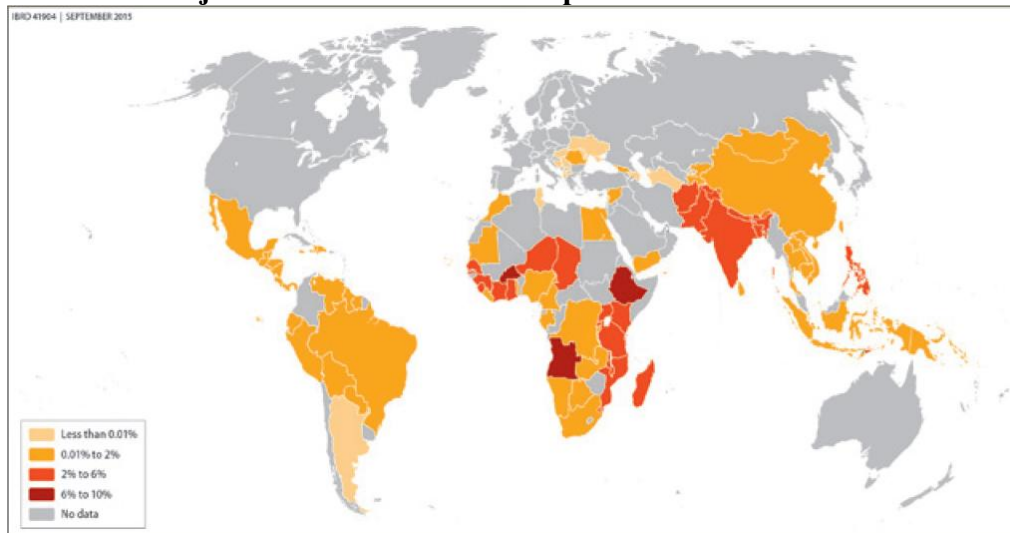 IBRD 41904 | SEPTEMBER 2015
Less than 0.01%
0.01% to 2%
2% to 6%
6% to 10%
No data